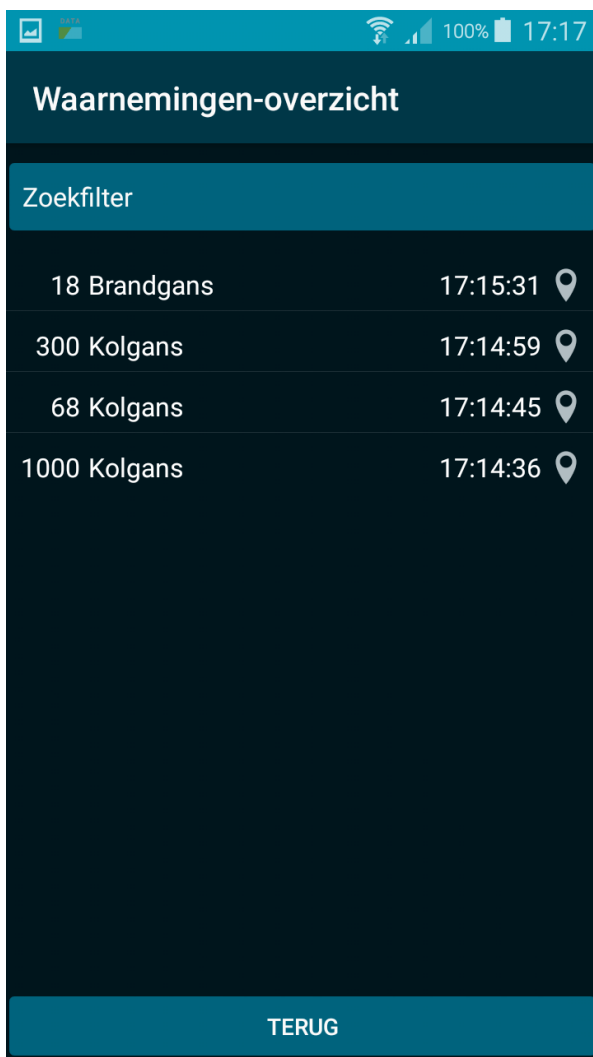 DATA
100% 17:17
Waarnemingen-overzicht
Zoekfilter
18 Brandgans 17:15:31
300 Kolgans 17:14:59
68 Kolgans 17:14:45
1000 Kolgans 17:14:36
TERUG